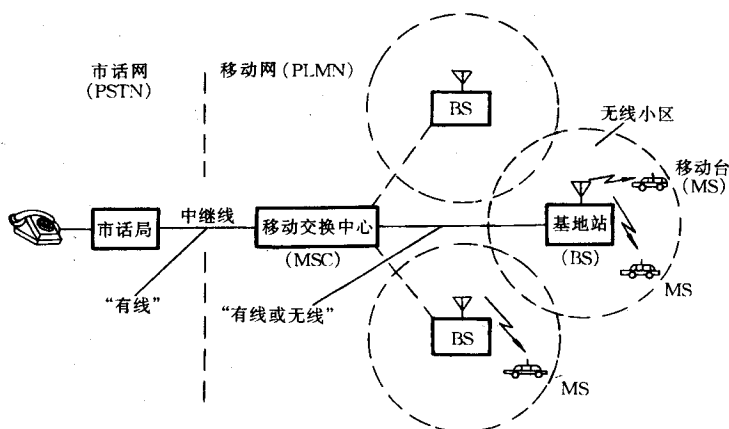 市话网
(PSTN)
移动网(PLMN)
BS
无线小区
移动台
(MS)
市话局
中继线
移动交换中心
(MSC)
基地站
(BS)
MS
“有线”
“有线或无线”
BS
MS